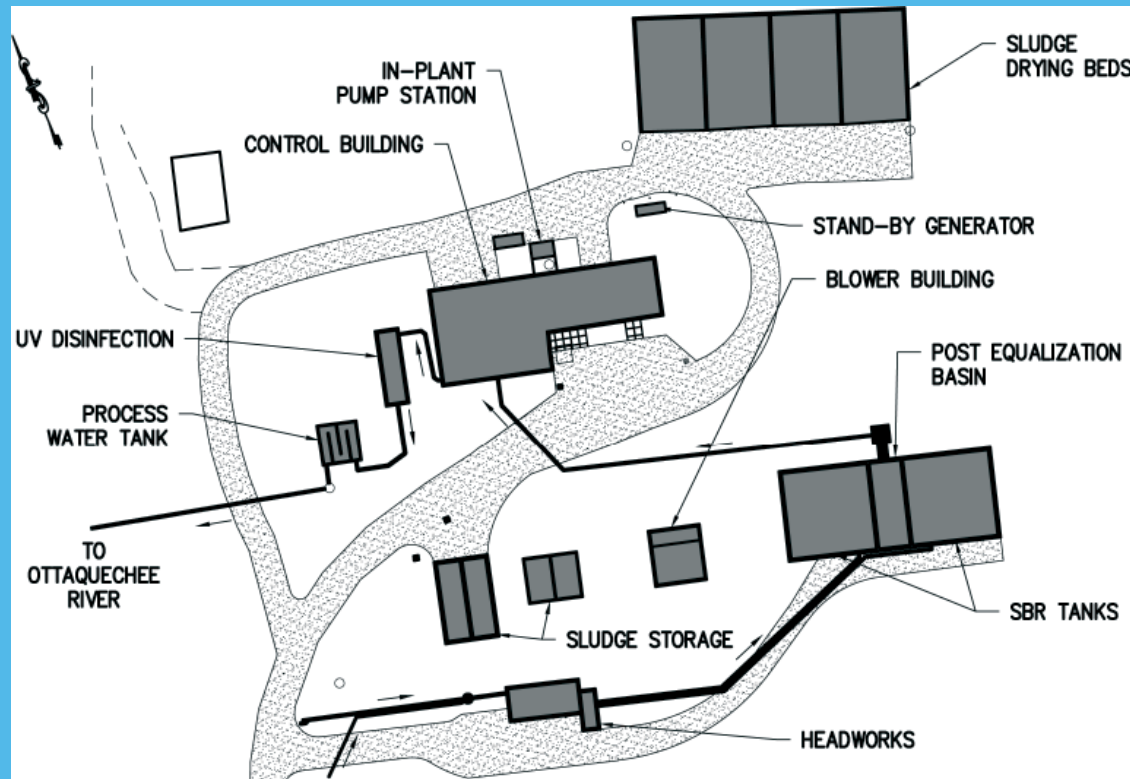 SLUDGE
DRYING BEDS
IN-PLANT
PUMP STATION
CONTROL BUILDING
STAND-BY GENERATOR
BLOWER BUILDING
UV DISINFECTION
POST EQUALIZATION
BASIN
PROCESS
WATER TANK
TO
OTTAQUECHEE
RIVER
SBR TANKS
SLUDGE STORAGE
HEADWORKS